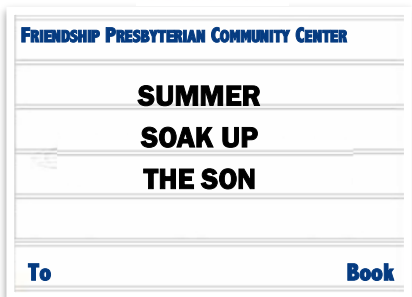 FRIENDSHIP PRESBYTERIAN COMMUNITY CENTER
SUMMER
SOAK UP
THE SON
To Book